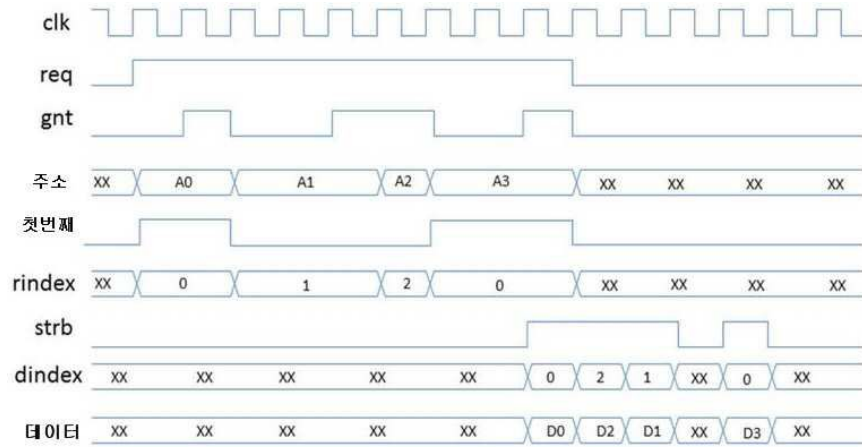 clk
req
gnt
주소 XX A0 A1 A2 A3 XX XX XX XX
첫번째
rindex XX 0 1 2 0 XX XX XX XX
strb
dindex XX XX XX XX XX 0 2 1 XX 0 XX
데이터 XX XX XX XX XX D0 D2 D1 XX D3 XX